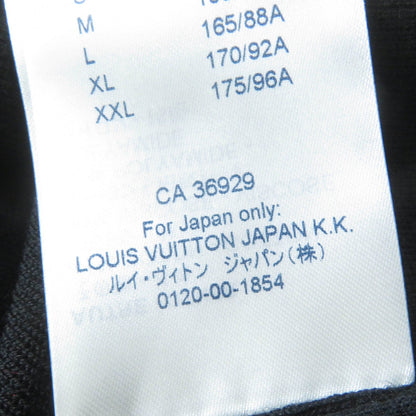 M 165/88A
L 170/92A
XL 175/96A
XXL
CA 36929
For Japan only:
LOUIS VUITTON JAPAN K.K.
ルイ・ヴィトン ジャパン(株)
0120-00-1854